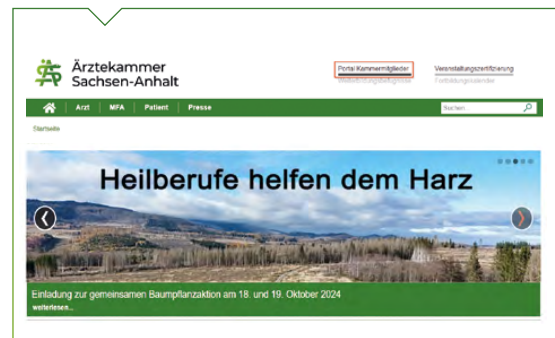 Ärztekammer
Sachsen-Anhalt
Portal Kammermitglieder
Veranstaltungszertifizierung
Weiterbildungsbefugnisse
Fortbildungskalender
Arzt MFA Patient Presse
Suchen
Startseite
Heilberufe helfen dem Harz
Einladung zur gemeinsamen Baumpflanzaktion am 18. und 19. Oktober 2024
weiterlesen...